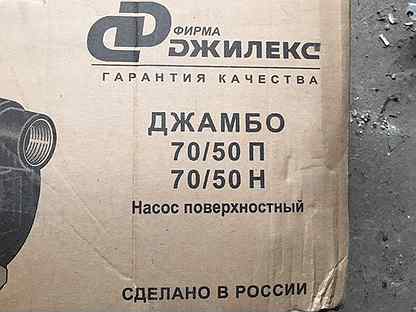 ФИРМА
ДЖИЛЕКС
ГАРАНТИЯ КАЧЕСТВА
ДЖАМБО
70/50 П
70/50 Н
Насос поверхностный
СДЕЛАНО В РОССИИ